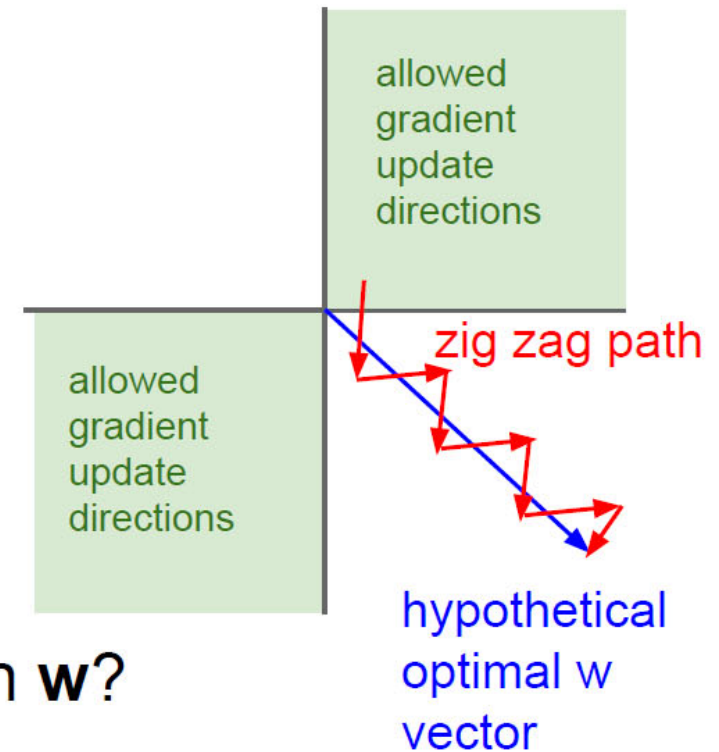 allowed
gradient
update
directions
zig zag path
allowed
gradient
update
directions
hypothetical
optimal w
vector
w?